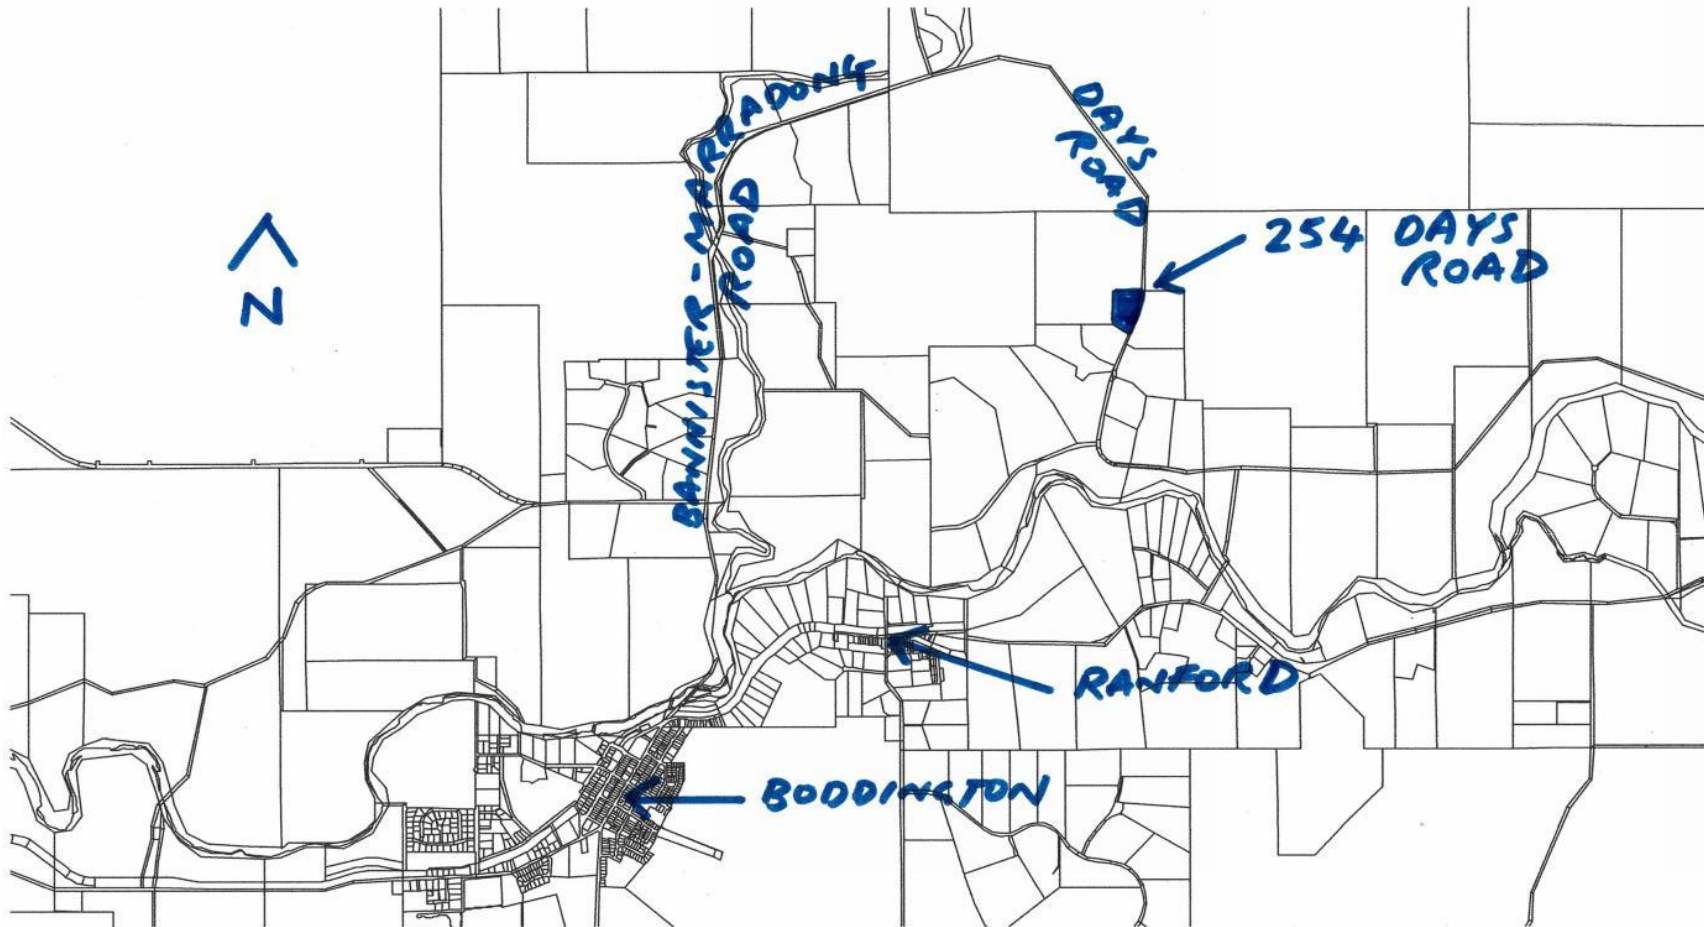 BANNISTER-MARRADONG
ROAD
DAYS
ROAD
254 DAYS
ROAD
N
RANFORD
BODDINGTON